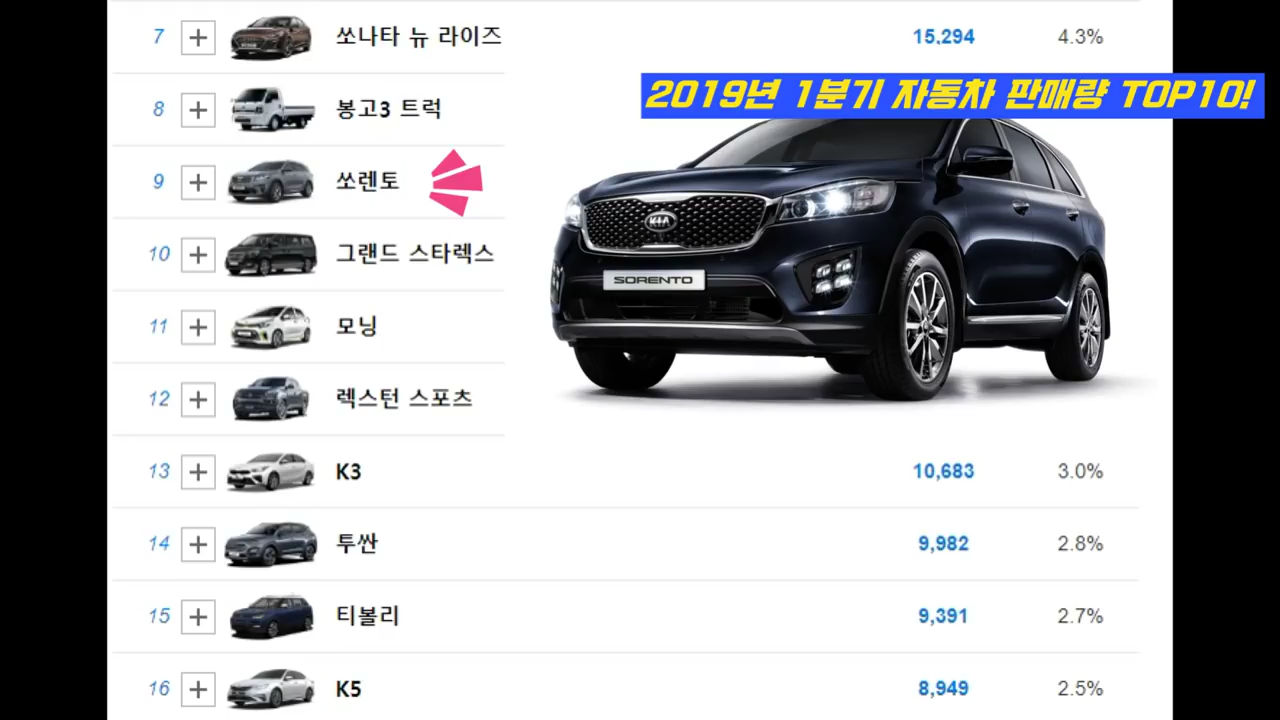 7 쏘나타 뉴 라이즈 15,294 4.3%
2019년 1분기 자동차 판매량 TOP10!
8 봉고3 트럭
9 쏘렌토
KIA
SORENTO
10 그랜드 스타렉스
11 모닝
12 렉스턴 스포츠
13 K3 10,683 3.0%
14 투싼 9,982 2.8%
15 티볼리 9,391 2.7%
16 K5 8,949 2.5%